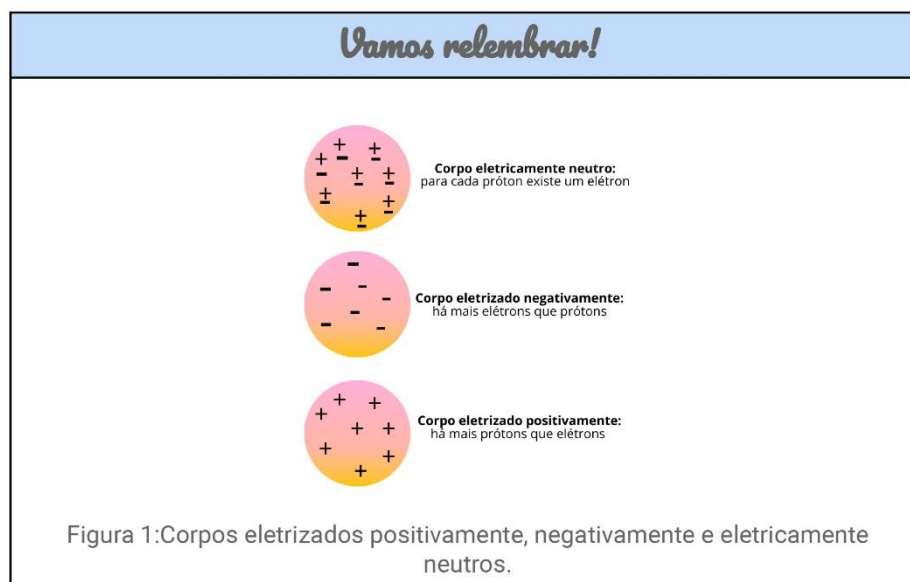 Vamos relembrar!
Corpo eletricamente neutro:
para cada próton existe um elétron
Corpo eletrizado negativamente:
há mais elétrons que prótons
Corpo eletrizado positivamente:
há mais prótons que elétrons
Figura 1:Corpos eletrizados positivamente, negativamente e eletricamente
neutros.